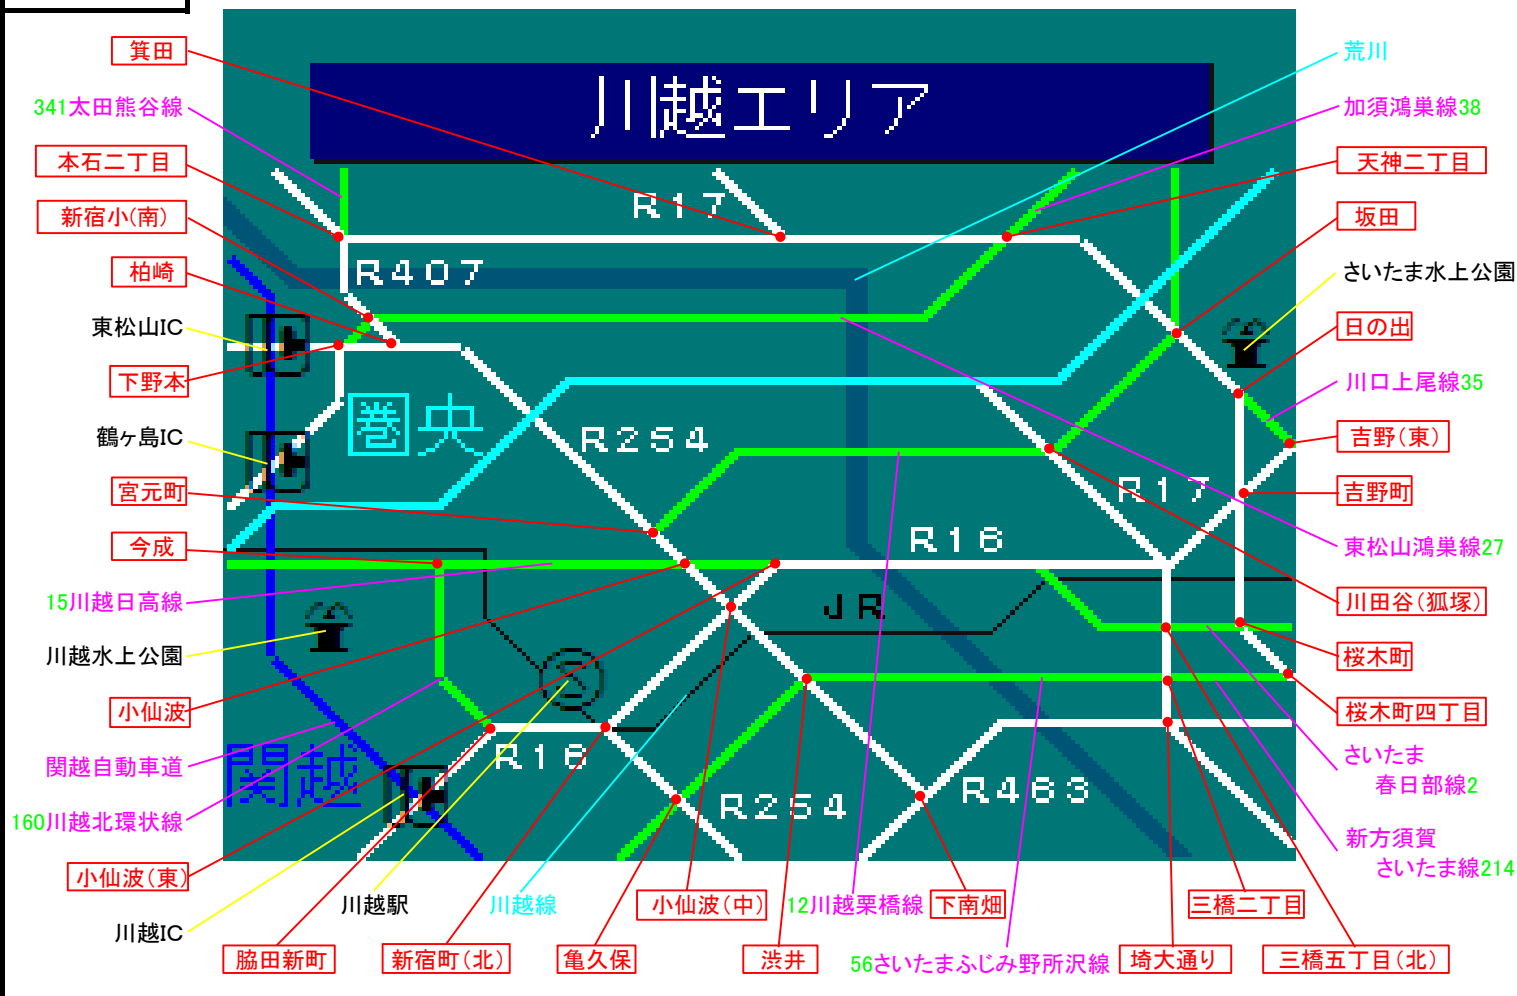 川越エリア
箕田
341太田熊谷線
本石二丁目
新宿小(南)
柏崎
東松山IC
下野本
鶴ヶ島IC
宮元町
今成
15川越日高線
川越水上公園
小仙波
関越自動車道
160川越北環状線
小仙波(東)
川越IC
荒川
加須鴻巣線38
天神二丁目
坂田
さいたま水上公園
日の出
川口上尾線35
吉野(東)
吉野町
東松山鴻巣線27
川田谷(狐塚)
桜木町
桜木町四丁目
さいたま
春日部線2
新方須賀
さいたま線214
R17
R407
圏央
R254
R17
R16
JR
関越
R16
R254
R463
川越駅
川越線
小仙波(中)
12川越栗橋線
下南畑
三橋二丁目
脇田新町
新宿町(北)
亀久保
渋井
56さいたまふじみ野所沢線
埼大通り
三橋五丁目(北)